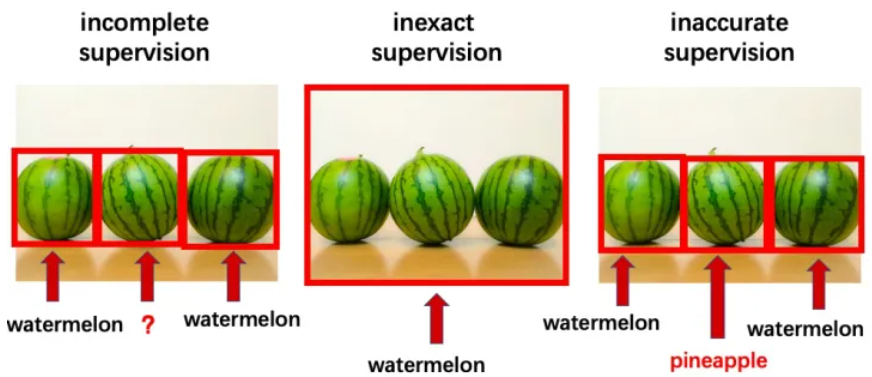 incomplete
supervision
inexact
supervision
inaccurate
supervision
watermelon
?
watermelon
watermelon
watermelon
pineapple
watermelon